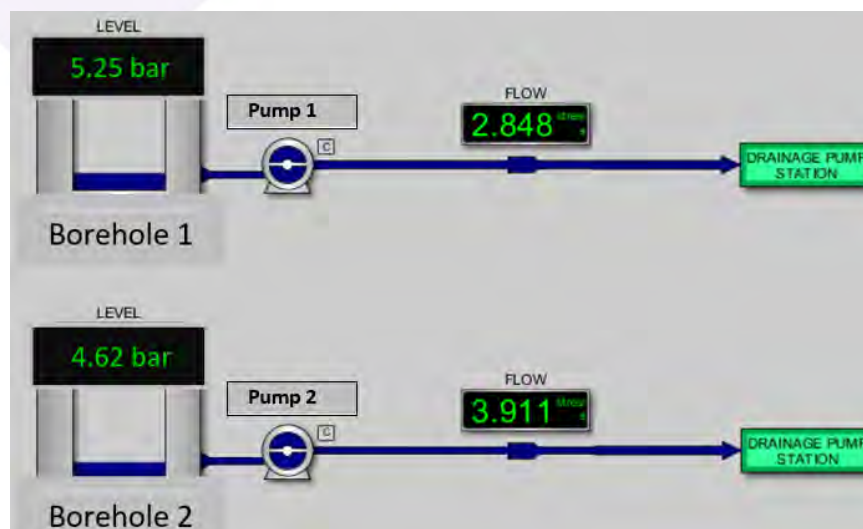 LEVEL
5.25 bar
Pump 1
C
FLOW
2.848
DRAINAGE PUMP
STATION
Borehole 1
LEVEL
4.62 bar
Pump 2
C
FLOW
3.911
DRAINAGE PUMP
STATION
Borehole 2